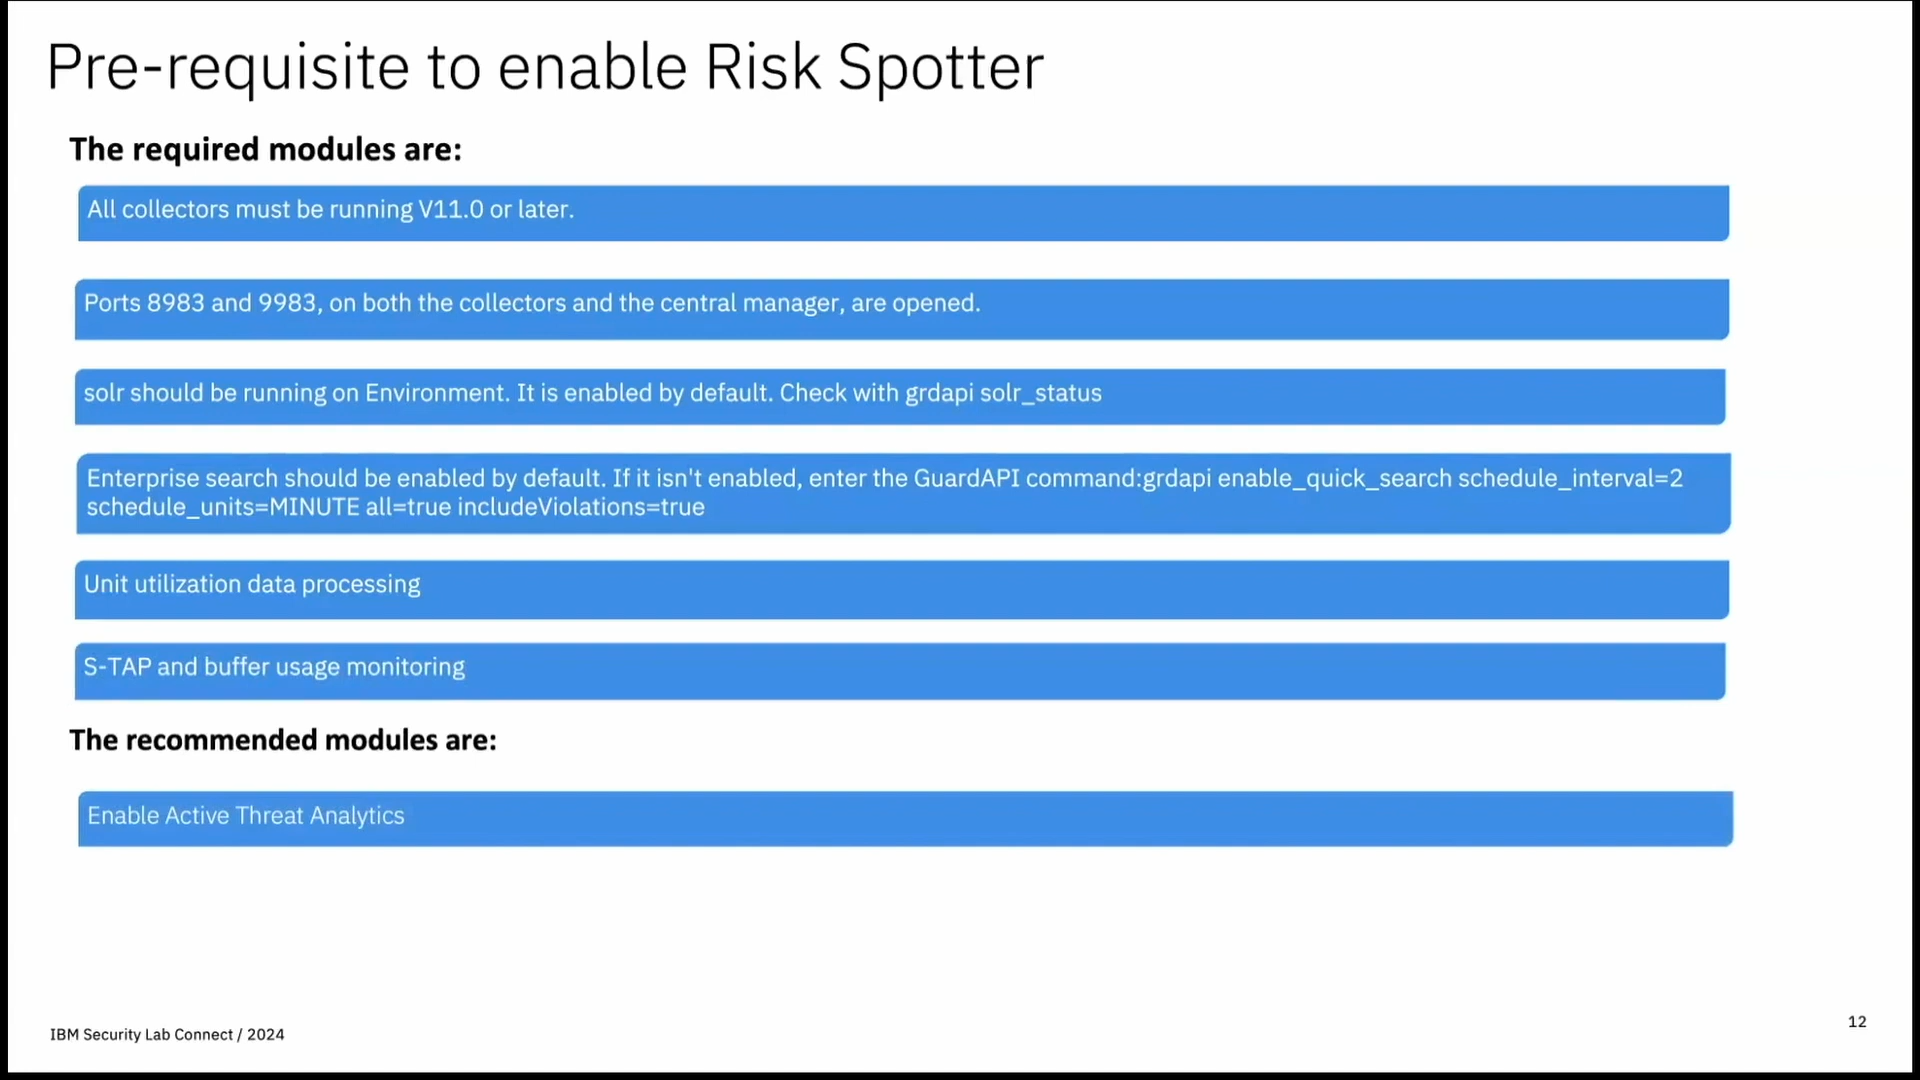 Pre-requisite to enable Risk Spotter
The required modules are:
All collectors must be running V11.0 or later.
Ports 8983 and 9983, on both the collectors and the central manager, are opened.
solr should be running on Environment. It is enabled by default. Check with grdapi solr_status
Enterprise search should be enabled by default. If it isn't enabled, enter the GuardAPI command:grdapi enable_quick_search schedule_interval=2
schedule_units=MINUTE all=true includeViolations=true
Unit utilization data processing
S-TAP and buffer usage monitoring
The recommended modules are:
Enable Active Threat Analytics
IBM Security Lab Connect / 2024
12